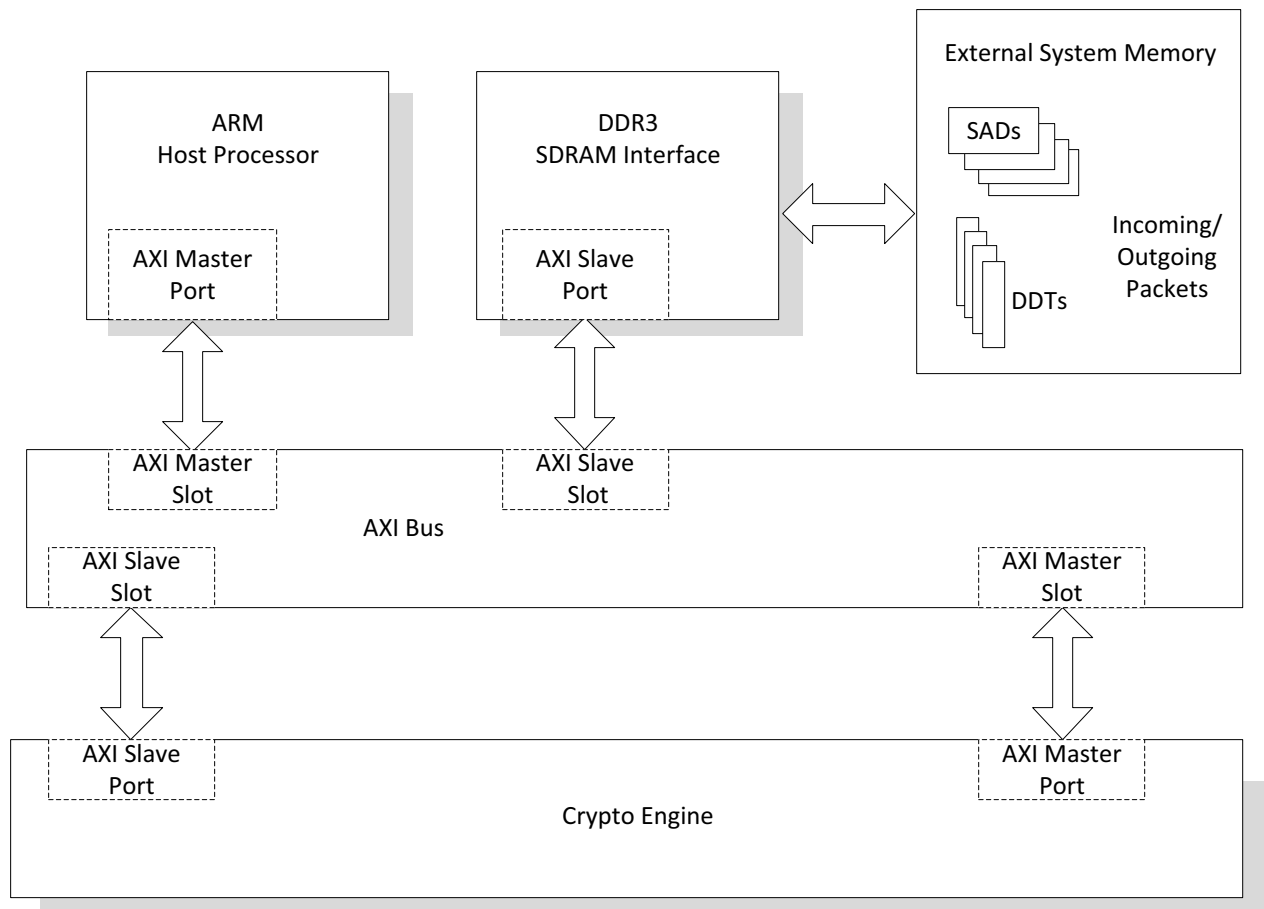 External System Memory
SADs
Incoming/
Outgoing
Packets
DDTs
ARM
Host Processor
AXI Master
Port
DDR3
SDRAM Interface
AXI Slave
Port
AXI Master
Slot
AXI Slave
Slot
AXI Bus
AXI Slave
Slot
AXI Master
Slot
AXI Slave
Port
AXI Master
Port
Crypto Engine